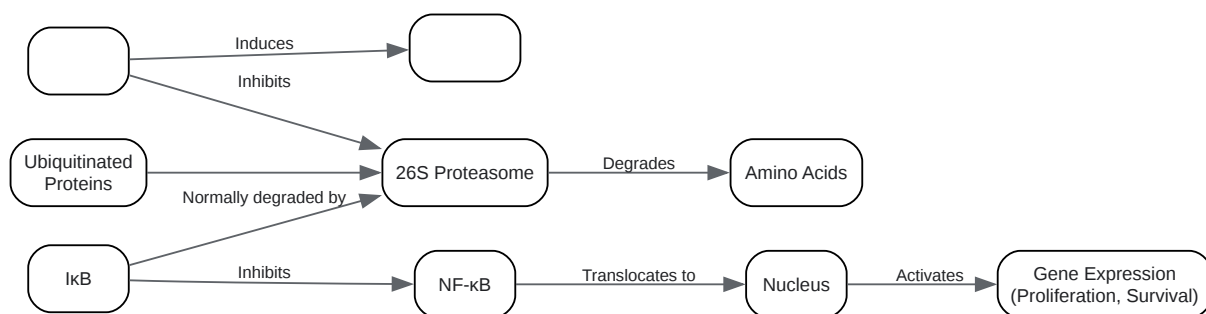 Induces
Inhibits
Ubiquitinated
Proteins
26S Proteasome
Degrades
Amino Acids
Normally degraded by
IκB
Inhibits
NF-κB
Translocates to
Nucleus
Activates
Gene Expression
(Proliferation, Survival)